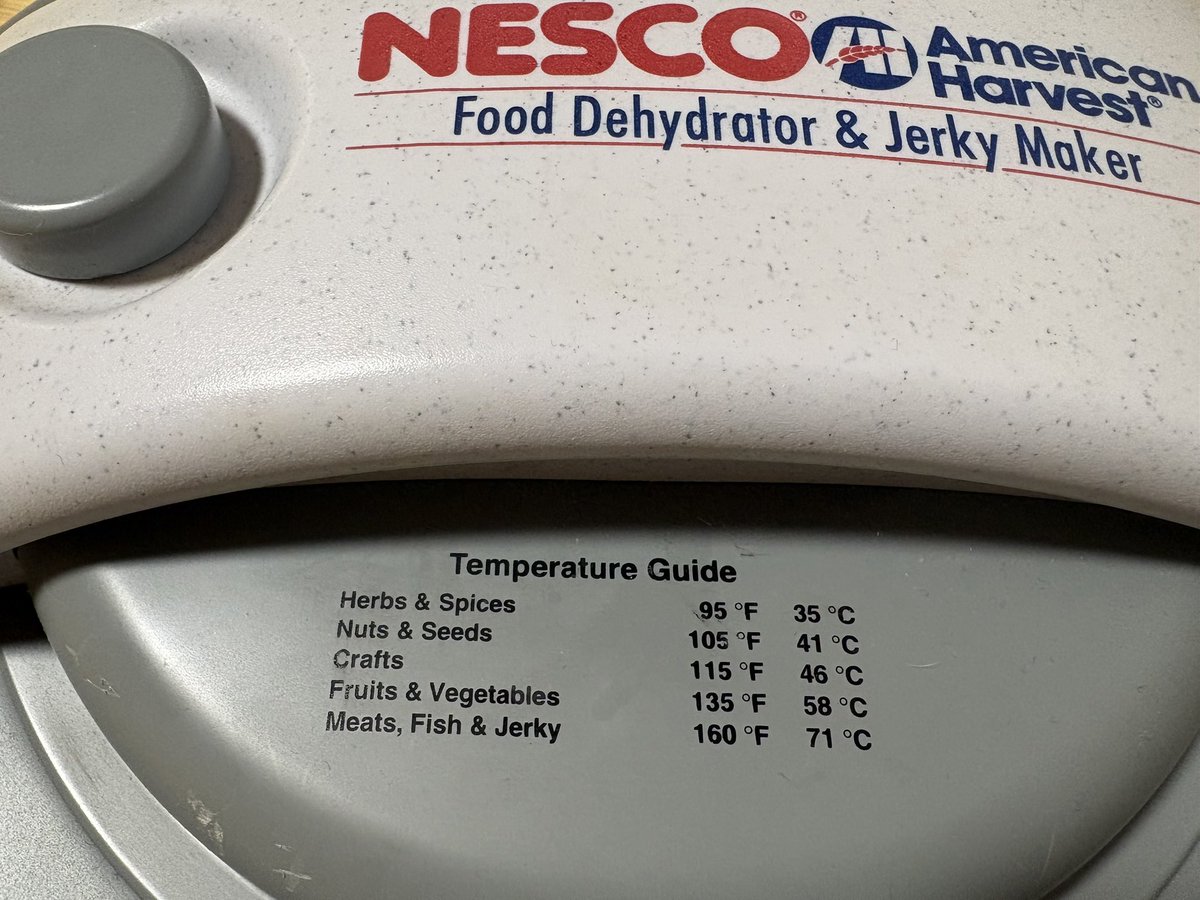 NESCO® American Harvest®
Food Dehydrator & Jerky Maker
Temperature Guide
Herbs & Spices 95 °F 35 °C
Nuts & Seeds 105 °F 41 °C
Crafts 115 °F 46 °C
Fruits & Vegetables 135 °F 58 °C
Meats, Fish & Jerky 160 °F 71 °C